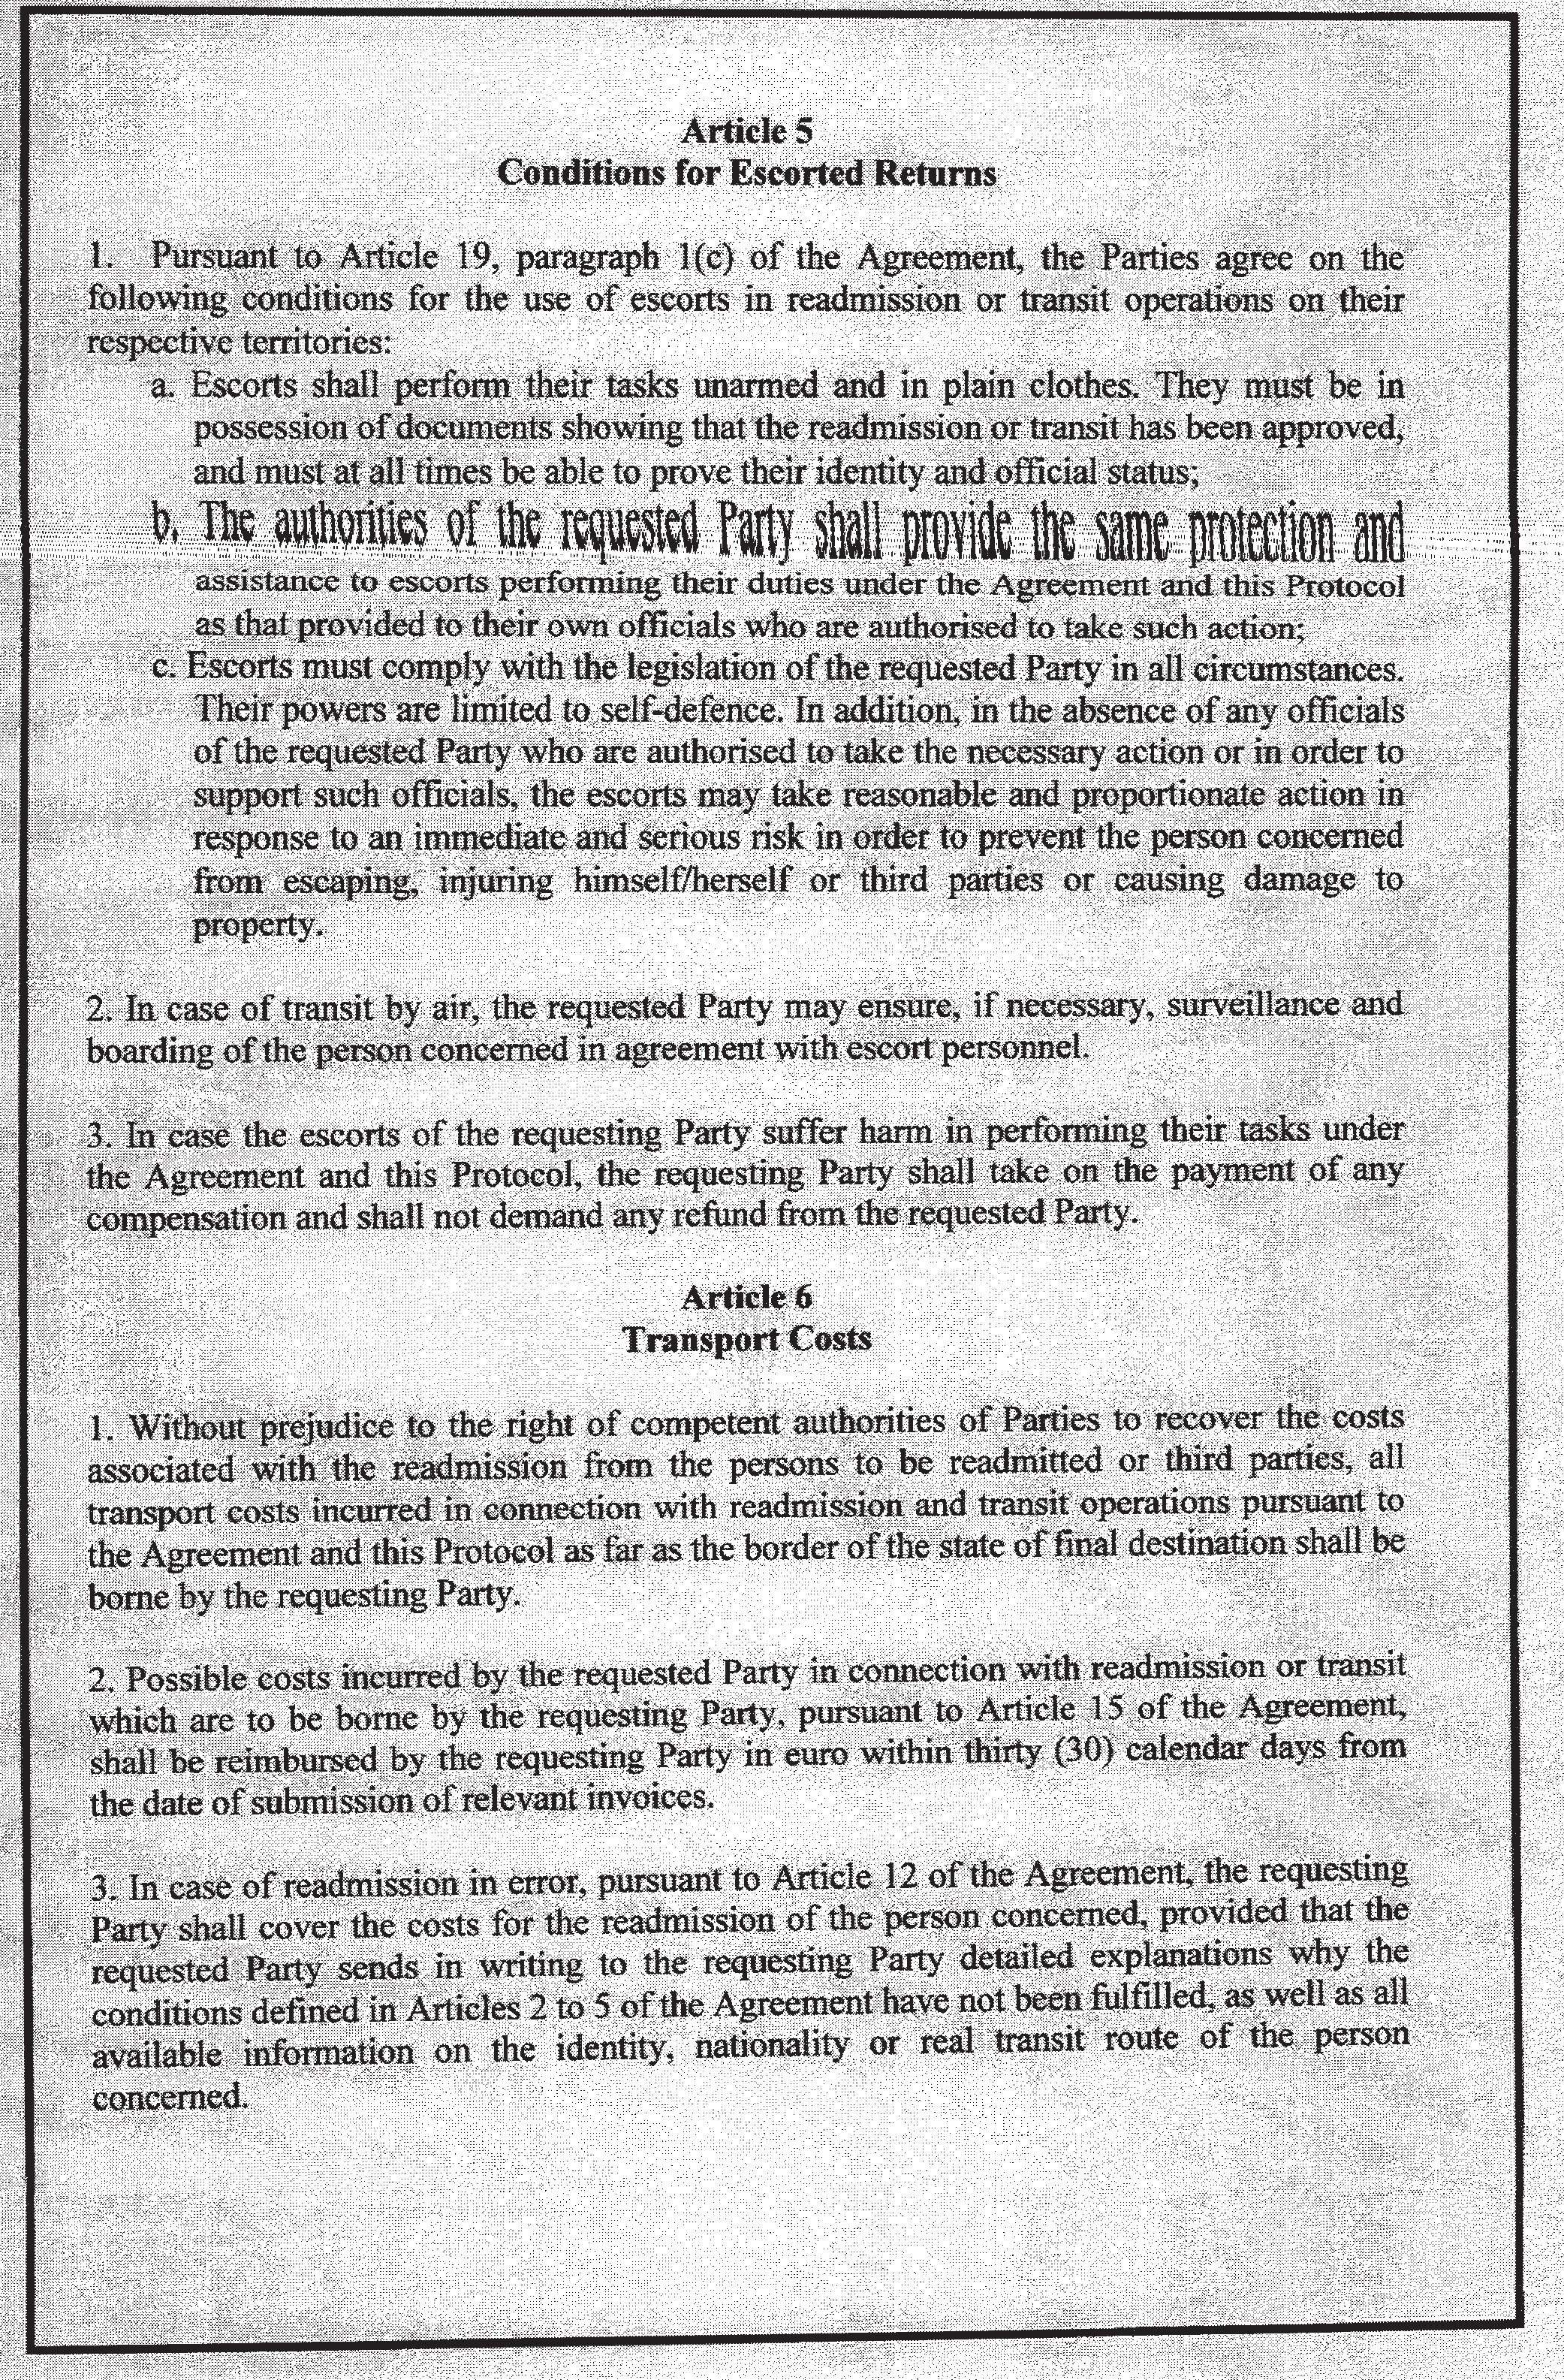 Article 5
Conditions for Escorted Returns
1. Pursuant to Article 19, paragraph 1(c) of the Agreement, the Parties agree on the
following conditions for the use of escorts in readmission or transit operations on their
respective territories:
a. Escorts shall perform their tasks unarmed and in plain clothes. They must be in
possession of documents showing that the readmission or transit has been approved,
and must at all times be able to prove their identity and official status;
b. The authorities of the requested Party shall provide the same protection and
assistance to escorts performing their duties under the Agreement and this Protocol
as that provided to their own officials who are authorised to take such action;
c. Escorts must comply with the legislation of the requested Party in all circumstances.
Their powers are limited to self-defence. In addition, in the absence of any officials
of the requested Party who are authorised to take the necessary action or in order to
support such officials, the escorts may take reasonable and proportionate action in
response to an immediate and serious risk in order to prevent the person concerned
from escaping, injuring himself/herself or third parties or causing damage to
property.
2. In case of transit by air, the requested Party may ensure, if necessary, surveillance and
boarding of the person concerned in agreement with escort personnel.
3. In case the escorts of the requesting Party suffer harm in performing their tasks under
the Agreement and this Protocol, the requesting Party shall take on the payment of any
compensation and shall not demand any refund from the requested Party.
Article 6
Transport Costs
1. Without prejudice to the right of competent authorities of Parties to recover the costs
associated with the readmission from the persons to be readmitted or third parties, all
transport costs incurred in connection with readmission and transit operations pursuant to
the Agreement and this Protocol as far as the border of the state of final destination shall be
borne by the requesting Party.
2. Possible costs incurred by the requested Party in connection with readmission or transit
which are to be borne by the requesting Party, pursuant to Article 15 of the Agreement,
shall be reimbursed by the requesting Party in euro within thirty (30) calendar days from
the date of submission of relevant invoices.
3. In case of readmission in error, pursuant to Article 12 of the Agreement, the requesting
Party shall cover the costs for the readmission of the person concerned, provided that the
requested Party sends in writing to the requesting Party detailed explanations why the
conditions defined in Articles 2 to 5 of the Agreement have not been fulfilled, as well as all
available information on the identity, nationality or real transit route of the person
concerned.